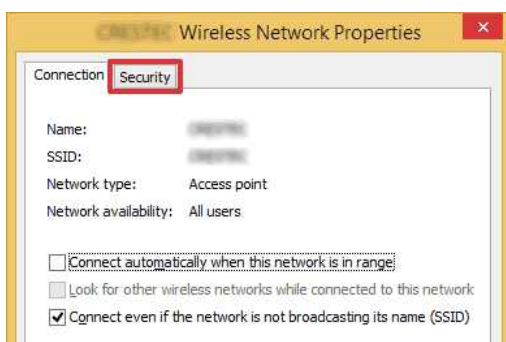 Wireless Network Properties
Connection Security
Name:
SSID:
Network type: Access point
Network availability: All users
Connect automatically when this network is in range
Look for other wireless networks while connected to this network
Connect even if the network is not broadcasting its name (SSID)